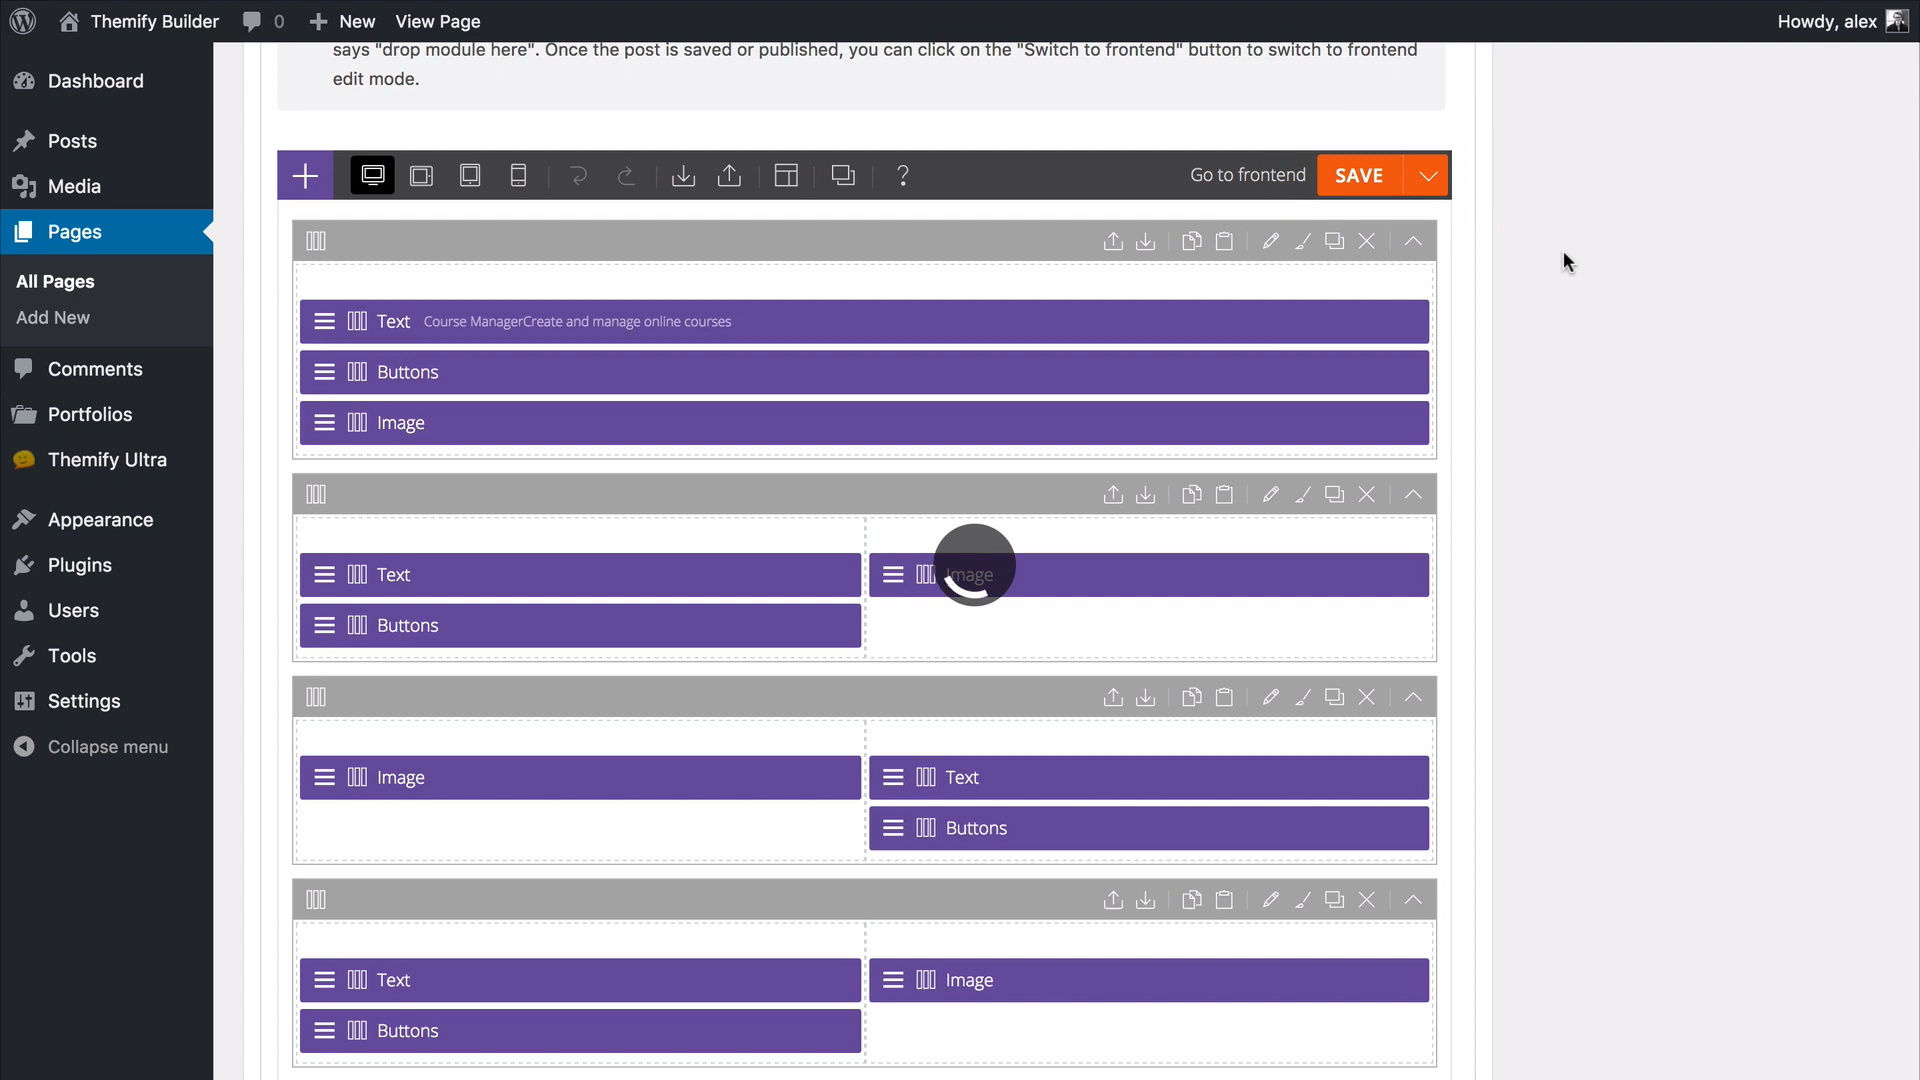 Themify Builder
0
New
View Page
Howdy, alex
says "drop module here". Once the post is saved or published, you can click on the "Switch to frontend" button to switch to frontend
edit mode.
Dashboard
Posts
Media
Pages
All Pages
Add New
Comments
Portfolios
Themify Ultra
Appearance
Plugins
Users
Tools
Settings
Collapse menu
?
Go to frontend
SAVE
Text Course ManagerCreate and manage online courses
Buttons
Image
Text
Image
Buttons
Image
Text
Buttons
Text
Image
Buttons